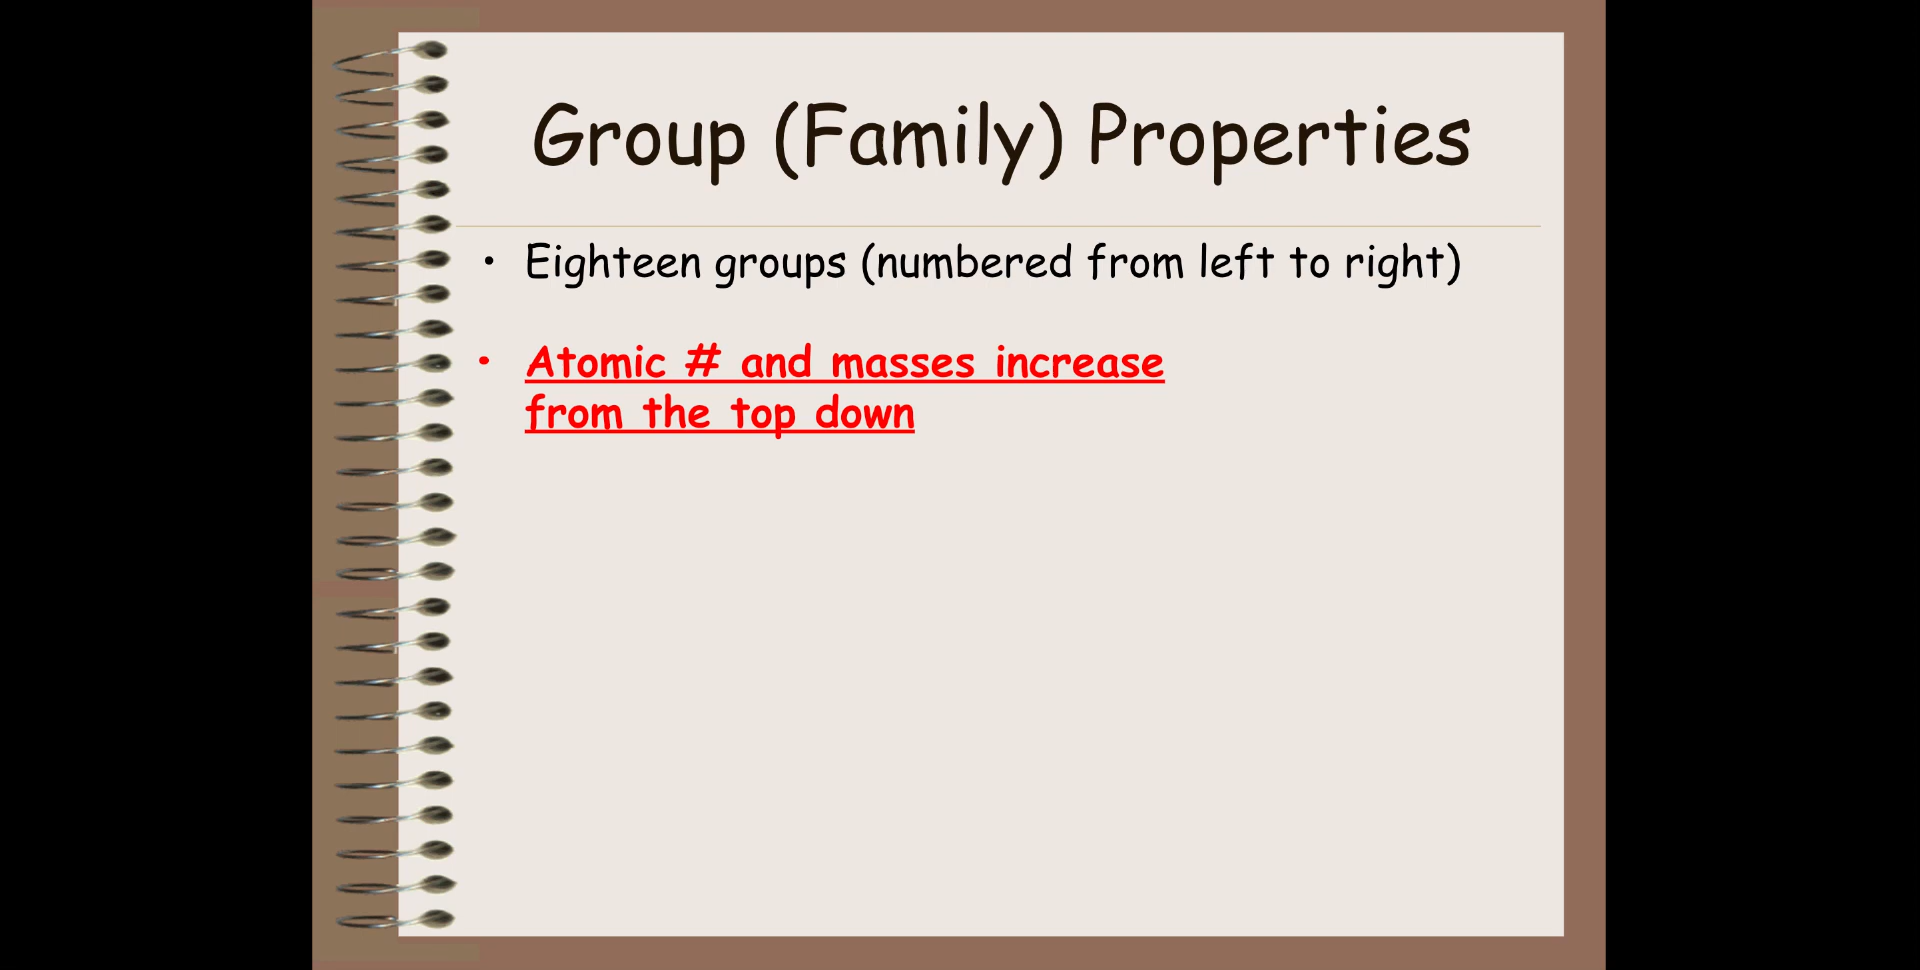 Group (Family) Properties
• Eighteen groups (numbered from left to right)
• Atomic # and masses increase
from the top down